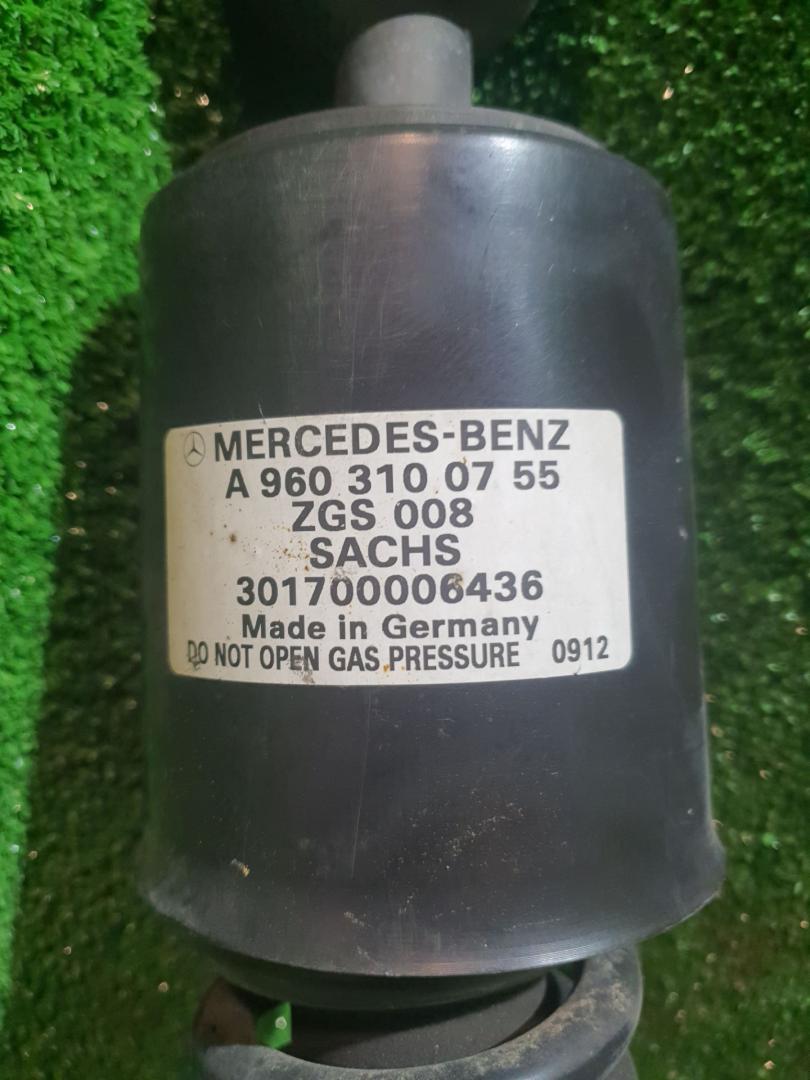 MERCEDES-BENZ
A 960 310 07 55
ZGS 008
SACHS
301700006436
Made in Germany
DO NOT OPEN GAS PRESSURE 0912